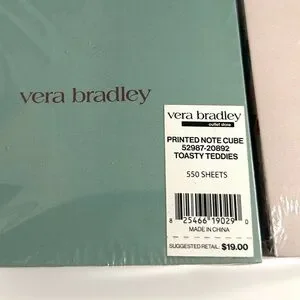 vera bradley
vera bradley
outlet store
PRINTED NOTE CUBE
52987-20892
TOASTY TEDDIES
550 SHEETS
8 25466 19029 0
MADE IN CHINA
SUGGESTED RETAIL: $19.00